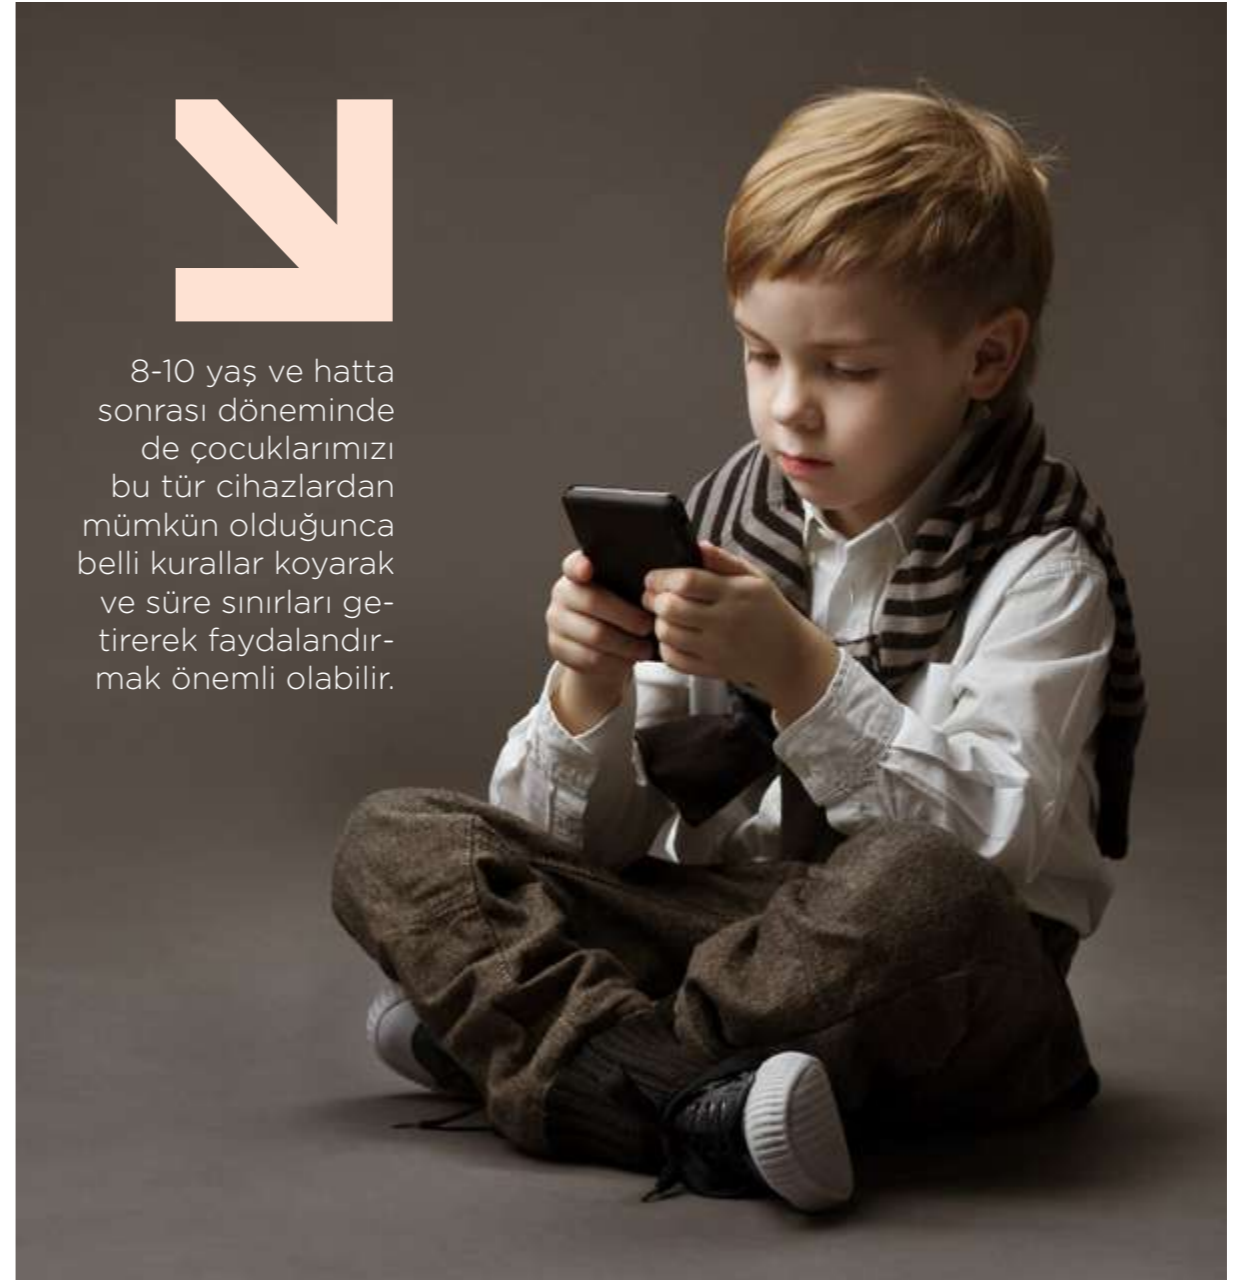 8-10 yaş ve hatta
sonrası döneminde
de çocuklarımızı
bu tür cihazlardan
mümkün olduğunca
belli kurallar koyarak
ve süre sınırları ge-
tirerek faydalandır-
mak önemli olabilir.